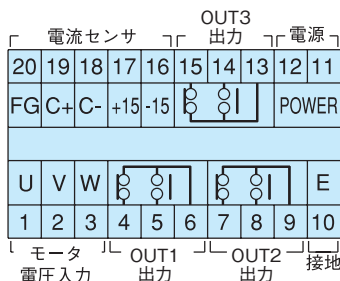 OUT3
電流センサ 出力 電源
20 19 18 17 16 15 14 13 12 11
FG C+ C- +15 -15 POWER
U V W E
1 2 3 4 5 6 7 8 9 10
モータ OUT1 OUT2 接地
電圧入力 出力 出力